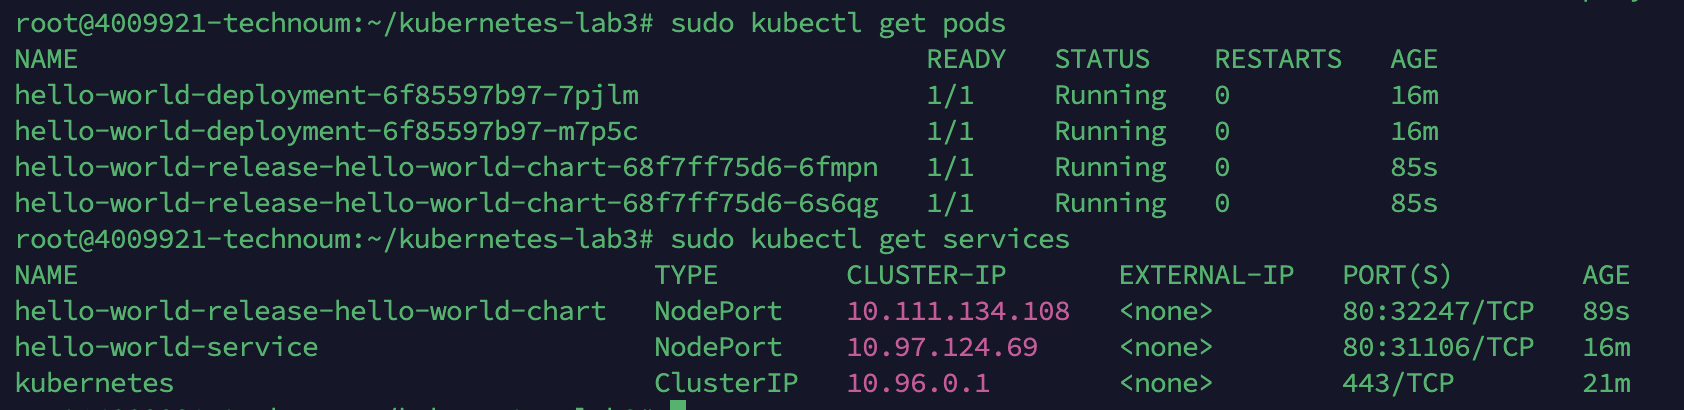 root@4009921-technoum:~/kubernetes-lab3# sudo kubectl get pods
NAME READY STATUS RESTARTS AGE
hello-world-deployment-6f85597b97-7pjlm 1/1 Running 0 16m
hello-world-deployment-6f85597b97-m7p5c 1/1 Running 0 16m
hello-world-release-hello-world-chart-68f7ff75d6-6fmpn 1/1 Running 0 85s
hello-world-release-hello-world-chart-68f7ff75d6-6s6qg 1/1 Running 0 85s
root@4009921-technoum:~/kubernetes-lab3# sudo kubectl get services
NAME TYPE CLUSTER-IP EXTERNAL-IP PORT(S) AGE
hello-world-release-hello-world-chart NodePort 10.111.134.108 <none> 80:32247/TCP 89s
hello-world-service NodePort 10.97.124.69 <none> 80:31106/TCP 16m
kubernetes ClusterIP 10.96.0.1 <none> 443/TCP 21m